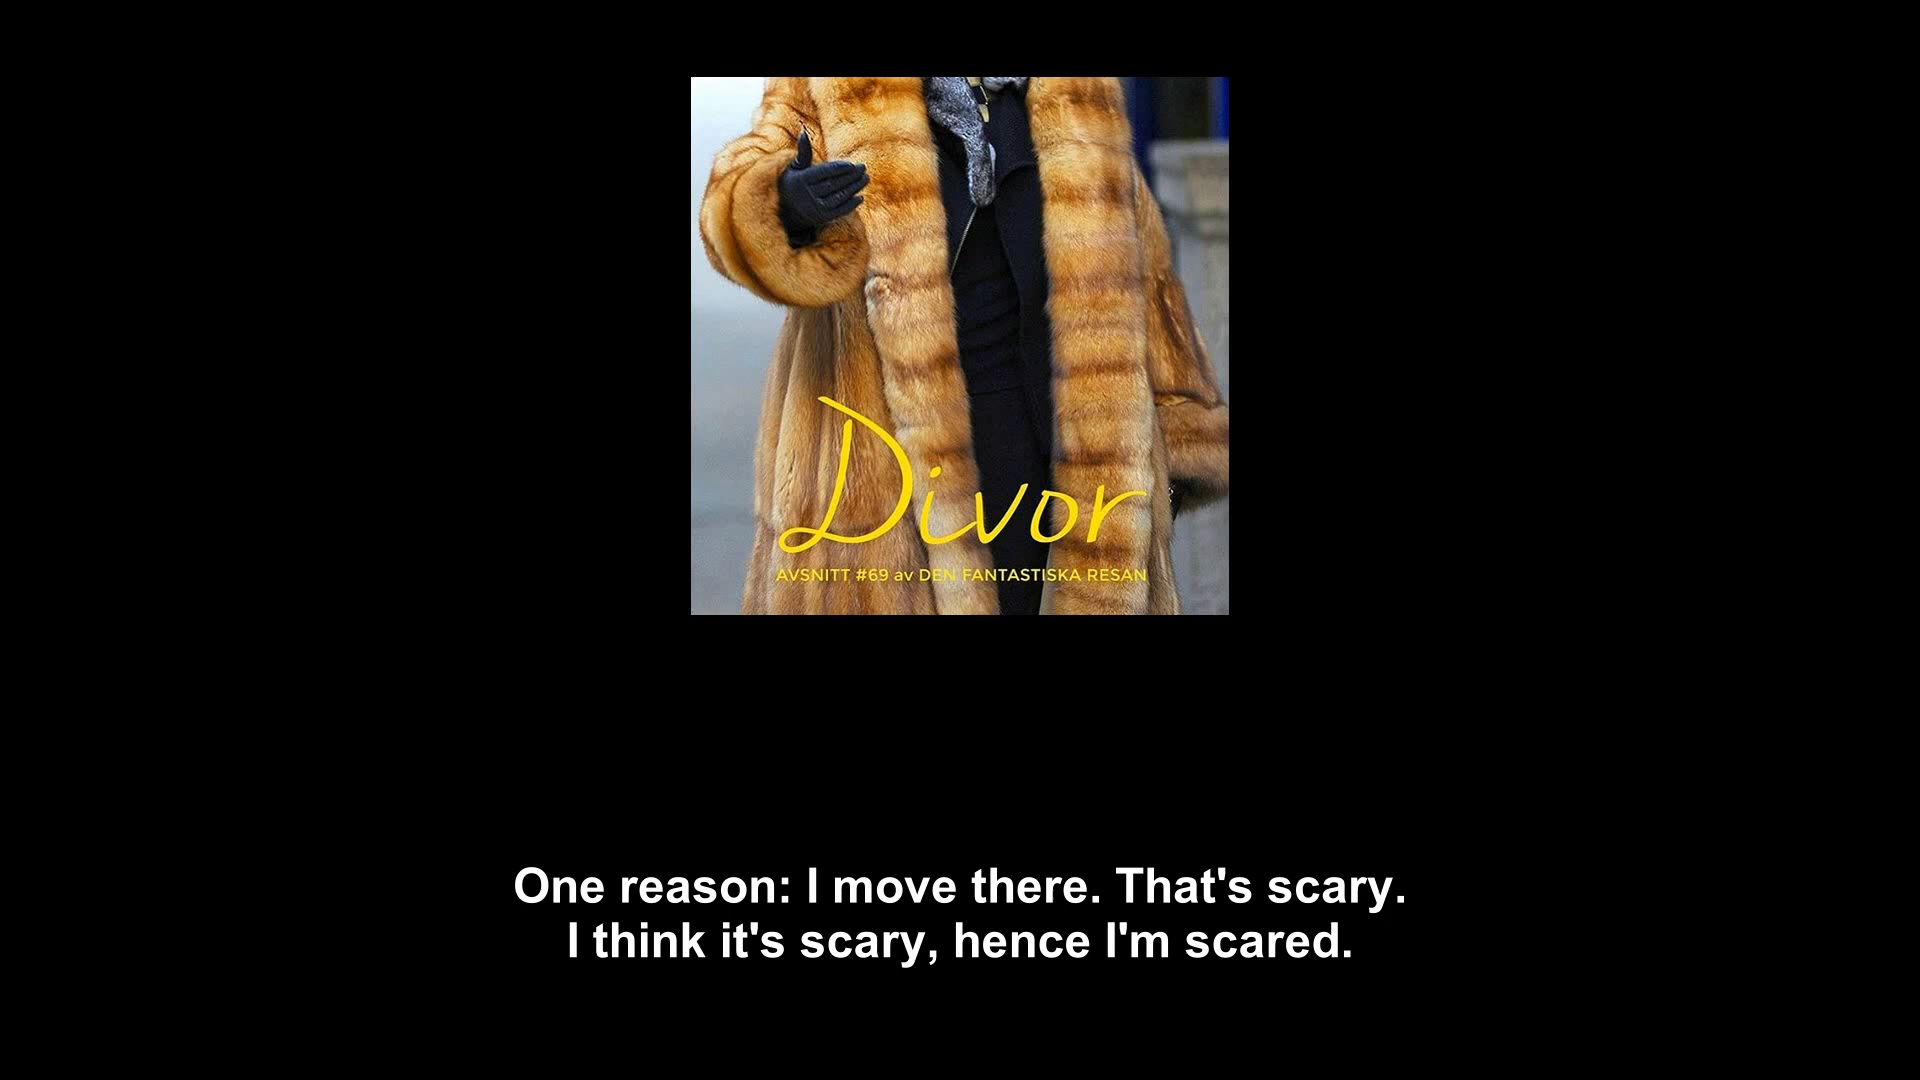 Divor
AVSNITT #69 av DEN FANTASTISKA RESAN
One reason: I move there. That's scary.
I think it's scary, hence I'm scared.